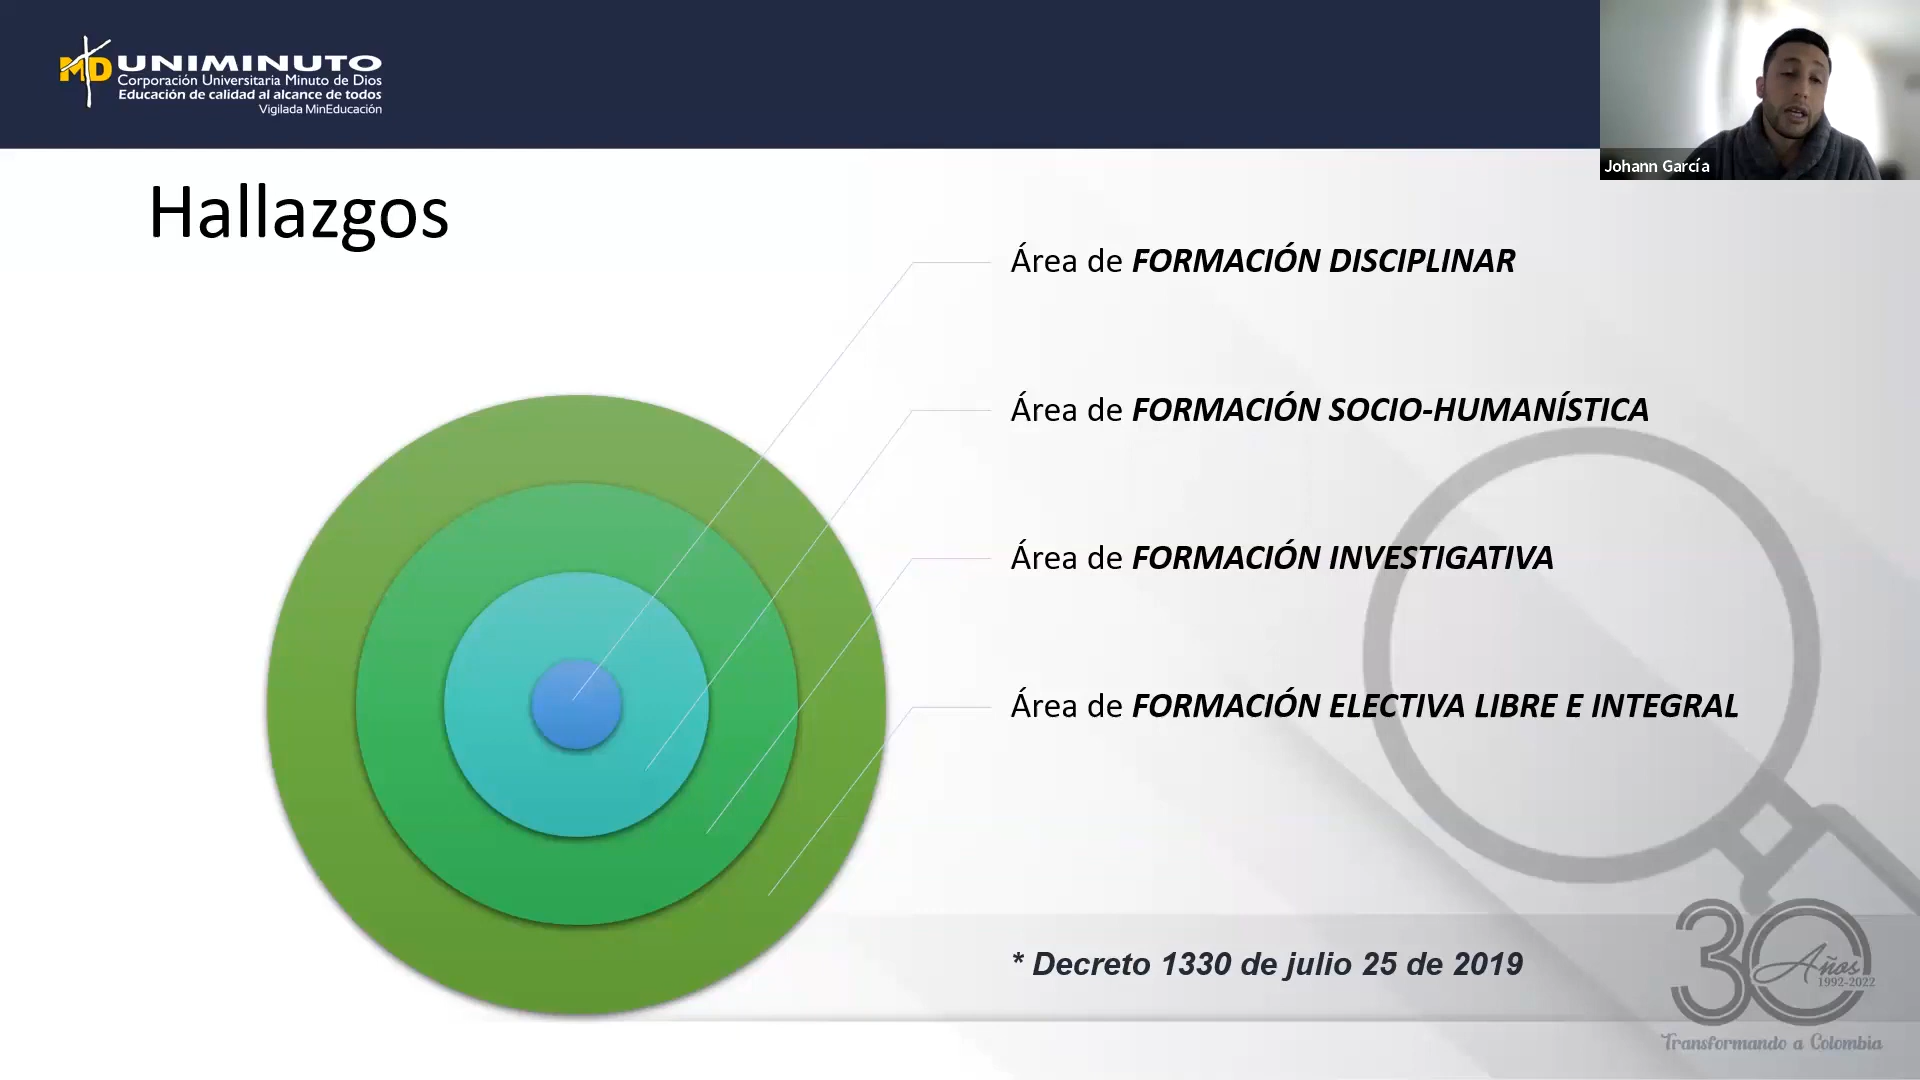 MD UNIMINUTO
Corporación Universitaria Minuto de Dios
Educación de calidad al alcance de todos
Vigilada MinEducación
Johann García
Hallazgos
Área de FORMACIÓN DISCIPLINAR
Área de FORMACIÓN SOCIO-HUMANÍSTICA
Área de FORMACIÓN INVESTIGATIVA
Área de FORMACIÓN ELECTIVA LIBRE E INTEGRAL
* Decreto 1330 de julio 25 de 2019
30 Años
1992-2022
Transformando a Colombia